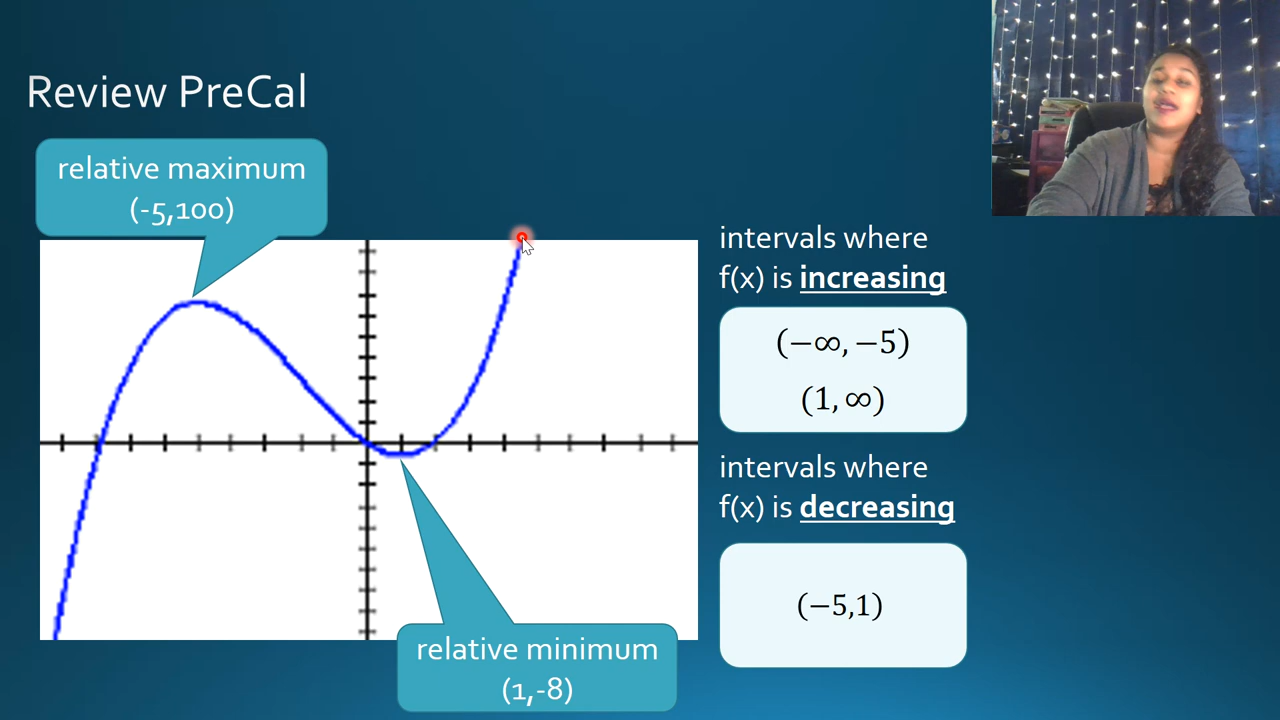 Review PreCal
relative maximum
(-5,100)
intervals where
f(x) is increasing
(−∞, −5)
(1, ∞)
intervals where
f(x) is decreasing
(−5,1)
relative minimum
(1,-8)